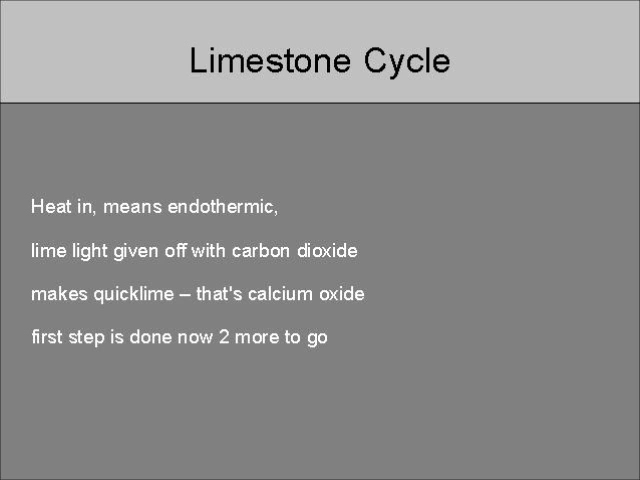 Limestone Cycle
Heat in, means endothermic,
lime light given off with carbon dioxide
makes quicklime – that's calcium oxide
first step is done now 2 more to go